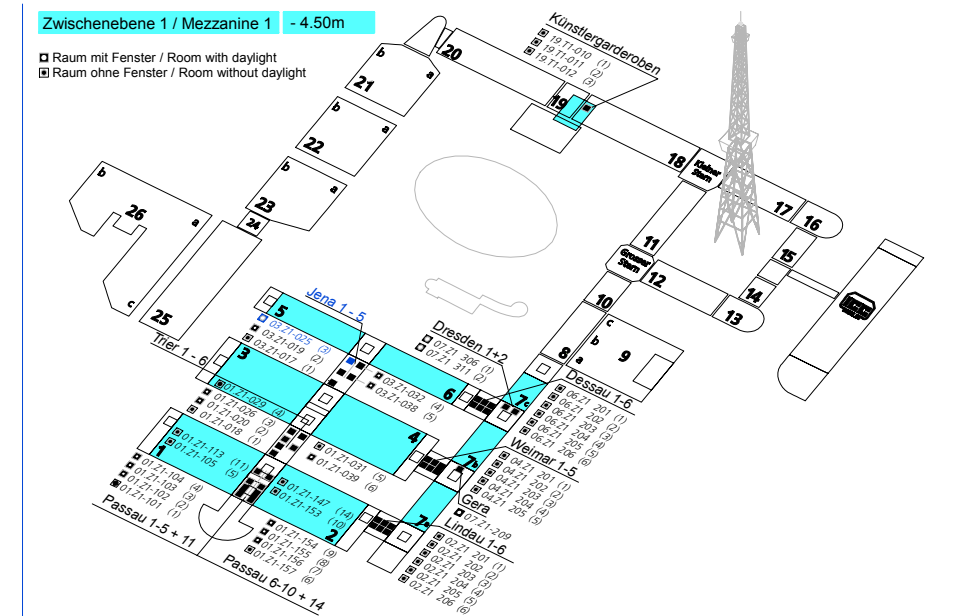 Zwischenebene 1 / Mezzanine 1 - 4.50m
Raum mit Fenster / Room with daylight
Raum ohne Fenster / Room without daylight
Künstlergarderoben
19.T1-010 (1)
19.T1-011 (2)
19.T1-012 (3)
20
b
a
21
b
a
22
b
a
23
24
b
26
a
c
25
19
18
Kleiner
Stern
17
16
15
14
13
12
11
Grosser
Stern
10
c
b
9
a
8
Jena 1 - 5
5
03.Z1-025 (3)
03.Z1-019 (2)
03.Z1-017 (1)
03.Z1-032 (4)
03.Z1-038 (5)
6
Dresden 1+2
07.Z1 306 (1)
07.Z1 311 (2)
7c
Trier 1 - 6
3
01.Z1-029 (4)
01.Z1-026 (3)
01.Z1-020 (2)
01.Z1-018 (1)
4
01.Z1-031 (5)
01.Z1-039 (6)
Dessau 1-6
06.Z1 201 (1)
06.Z1 202 (2)
06.Z1 203 (3)
06.Z1 204 (4)
06.Z1 205 (5)
06.Z1 206 (6)
7b
Weimar 1-5
04.Z1 201 (1)
04.Z1 202 (2)
04.Z1 203 (3)
04.Z1 204 (4)
04.Z1 205 (5)
Gera
07.Z1-209
1
01.Z1-113 (11)
01.Z1-105 (5)
01.Z1-104 (4)
01.Z1-103 (3)
01.Z1-102 (2)
01.Z1-101 (1)
Passau 1-5 + 11
01.Z1-147 (14)
01.Z1-153 (10)
2
01.Z1-154 (9)
01.Z1-155 (8)
01.Z1-156 (7)
01.Z1-157 (6)
Passau 6-10 + 14
7a
Lindau 1-6
02.Z1 201 (1)
02.Z1 202 (2)
02.Z1 203 (3)
02.Z1 204 (4)
02.Z1 205 (5)
02.Z1 206 (6)